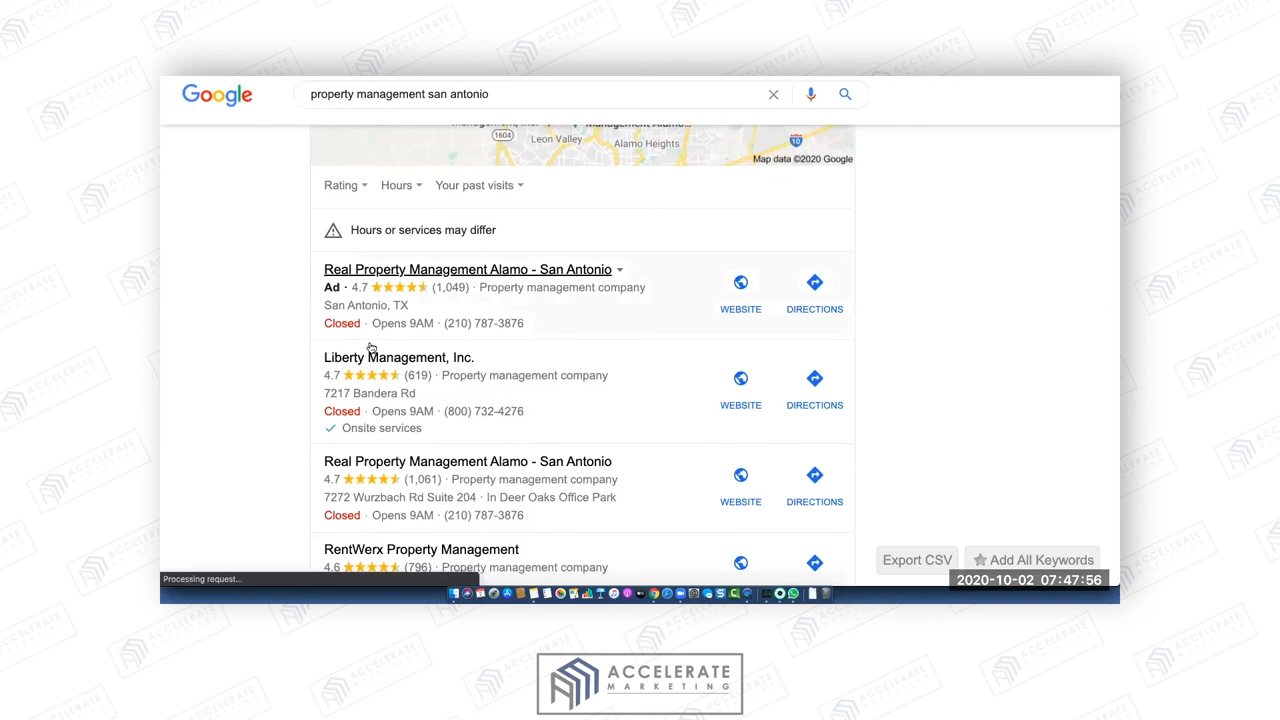 Google
property management san antonio
1604
Leon Valley
Alamo Heights
10
Map data ©2020 Google
Rating
Hours
Your past visits
Hours or services may differ
Real Property Management Alamo - San Antonio
Ad · 4.7 (1,049) · Property management company
San Antonio, TX
Closed · Opens 9AM · (210) 787-3876
WEBSITE
DIRECTIONS
Liberty Management, Inc.
4.7 (619) · Property management company
7217 Bandera Rd
Closed · Opens 9AM · (800) 732-4276
Onsite services
WEBSITE
DIRECTIONS
Real Property Management Alamo - San Antonio
4.7 (1,061) · Property management company
7272 Wurzbach Rd Suite 204 · In Deer Oaks Office Park
Closed · Opens 9AM · (210) 787-3876
WEBSITE
DIRECTIONS
RentWerx Property Management
4.6 (796) · Property management company
Export CSV
Add All Keywords
2020-10-02 07:47:56
Processing request...
ACCELERATE
MARKETING